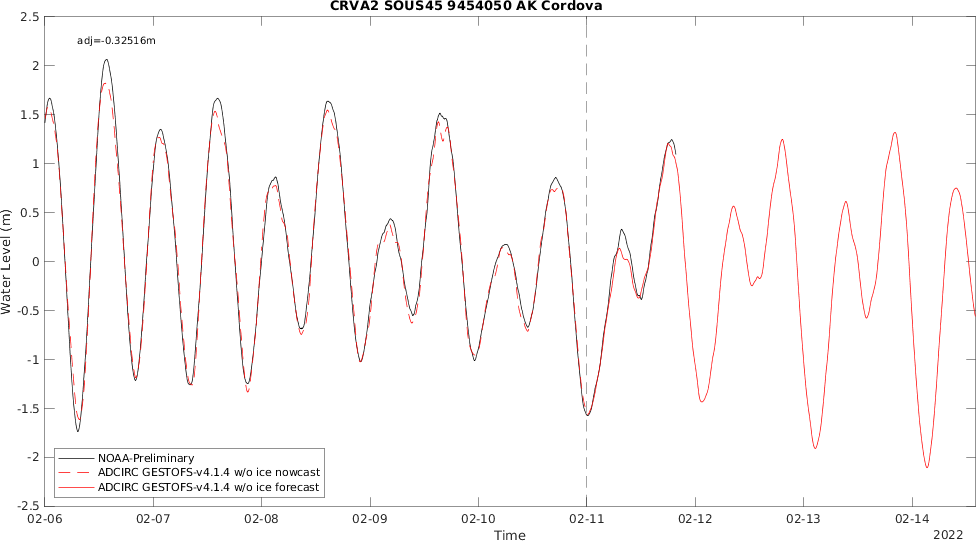 CRVA2 SOUS45 9454050 AK Cordova
adj=-0.32516m
2.5
2
1.5
1
0.5
0
-0.5
-1
-1.5
-2
-2.5
Water Level (m)
NOAA-Preliminary
ADCIRC GESTOFS-v4.1.4 w/o ice nowcast
ADCIRC GESTOFS-v4.1.4 w/o ice forecast
02-06 02-07 02-08 02-09 02-10 02-11 02-12 02-13 02-14
Time
2022